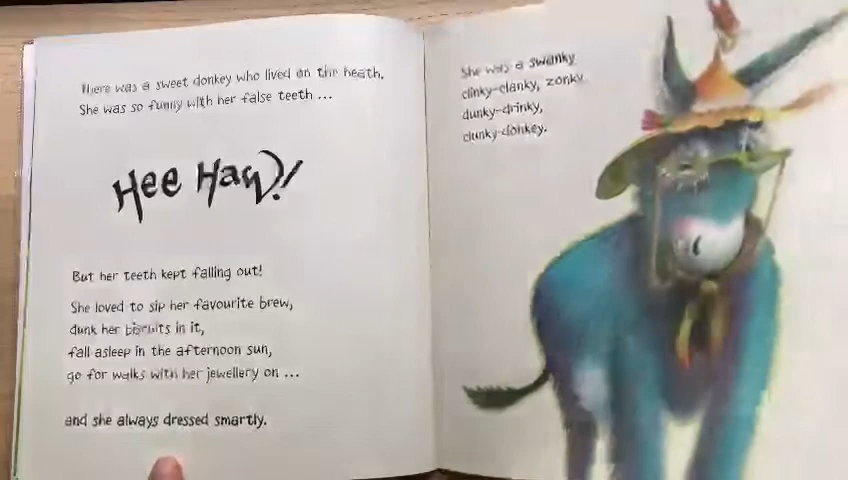 There was a sweet donkey who lived on the heath.
She was so funny with her false teeth ...
Hee Haw!
But her teeth kept falling out!
She loved to sip her favourite brew,
dunk her biscuits in it,
fall asleep in the afternoon sun,
go for walks with her jewellery on ...
and she always dressed smartly.
She was a swanky
clinky-clanky, zonky
dunky-drinky,
clunky-donkey.